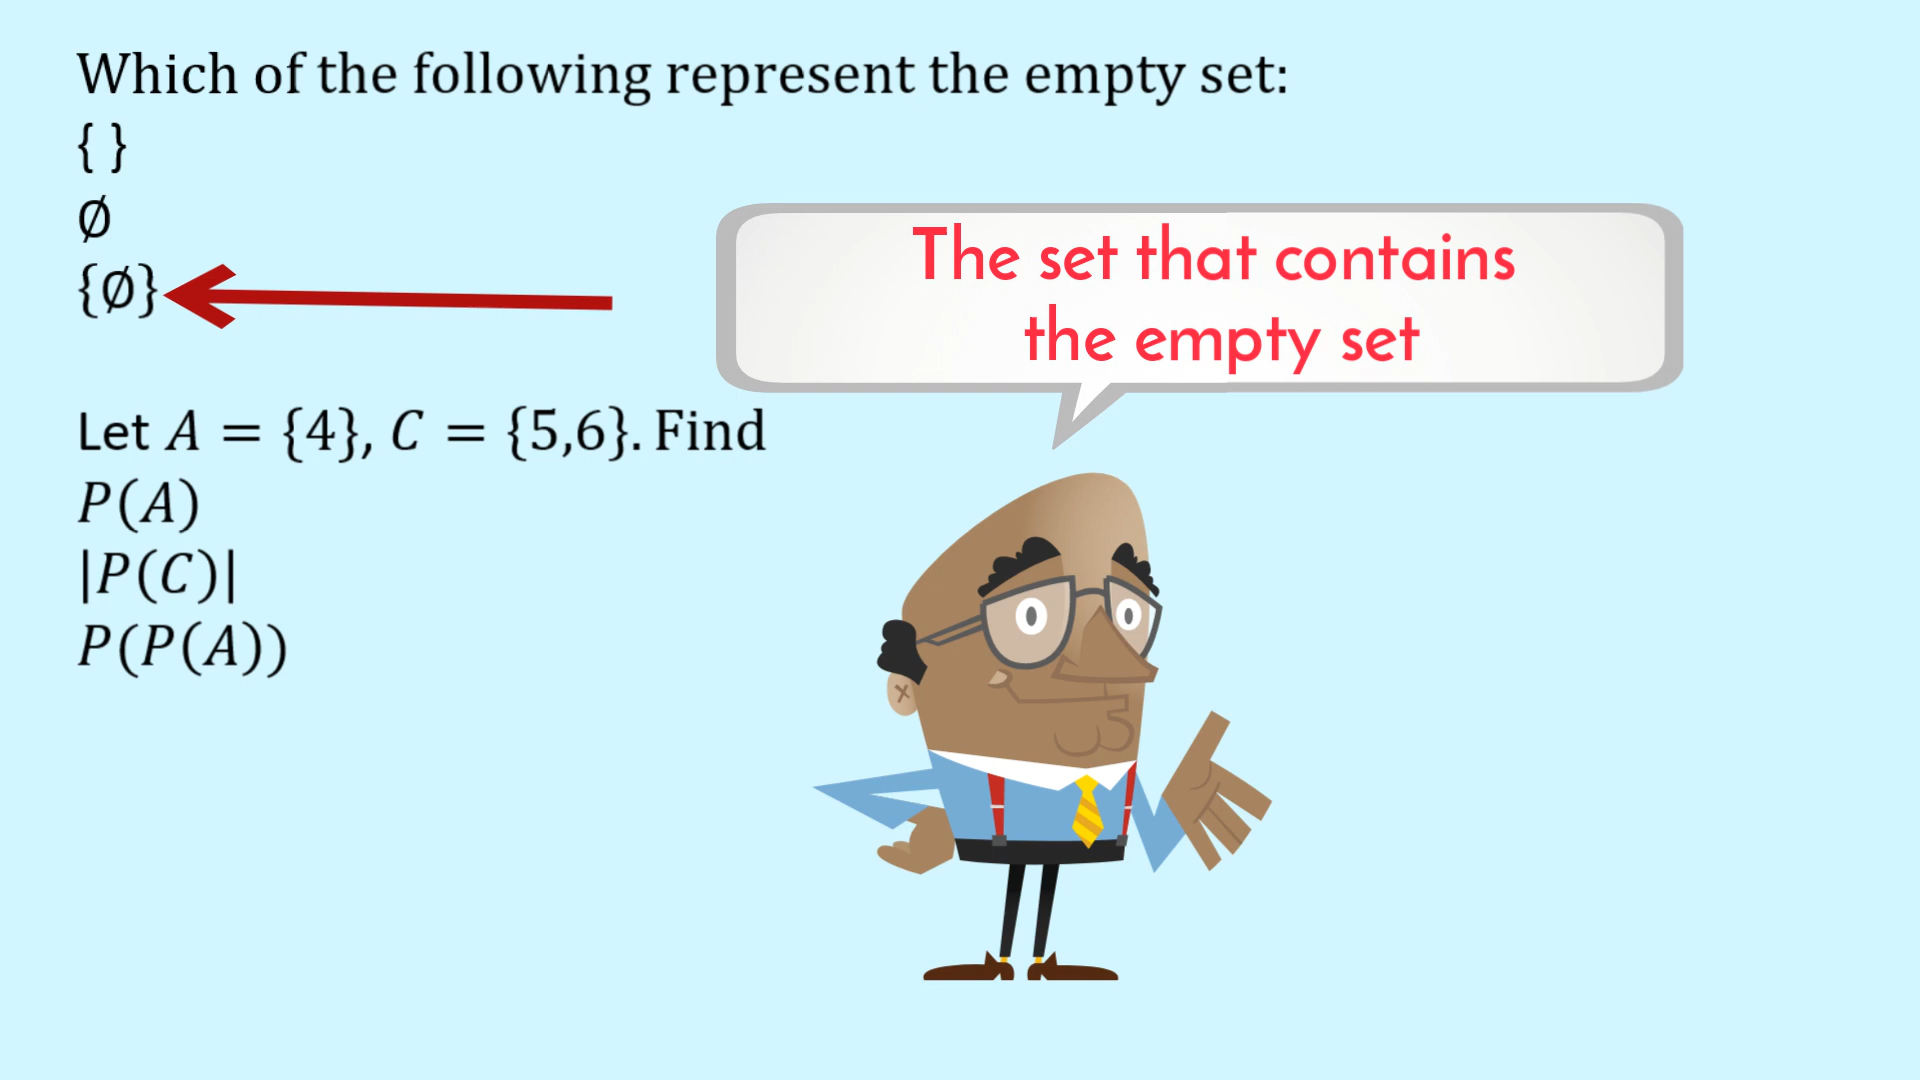 Which of the following represent the empty set:
{ }
∅
{∅}
The set that contains
the empty set
Let A = {4}, C = {5,6}. Find
P(A)
|P(C)|
P(P(A))